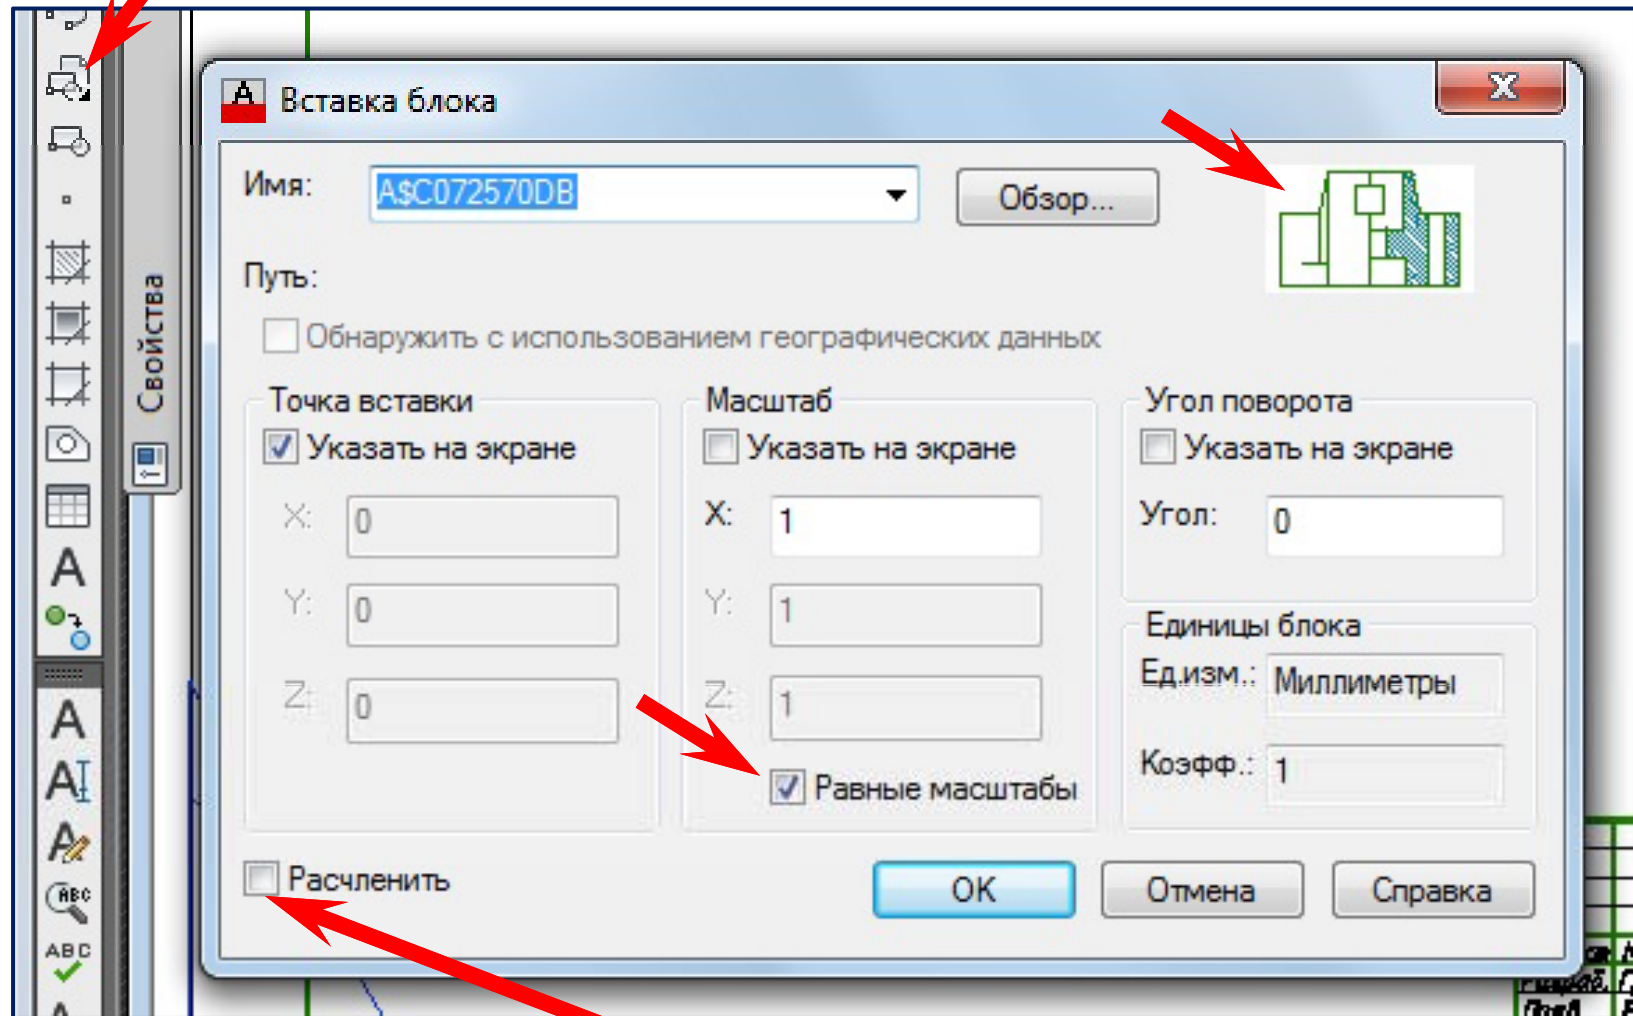 Свойства
Вставка блока
Имя:
A$C072570DB
Обзор...
Путь:
Обнаружить с использованием географических данных
Точка вставки
Указать на экране
X: 0
Y: 0
Z: 0
Масштаб
Указать на экране
X: 1
Y: 1
Z: 1
Равные масштабы
Угол поворота
Указать на экране
Угол: 0
Единицы блока
Ед.изм.: Миллиметры
Коэфф.: 1
Расчленить
OK
Отмена
Справка
A
A
A
A
ABC
ABC